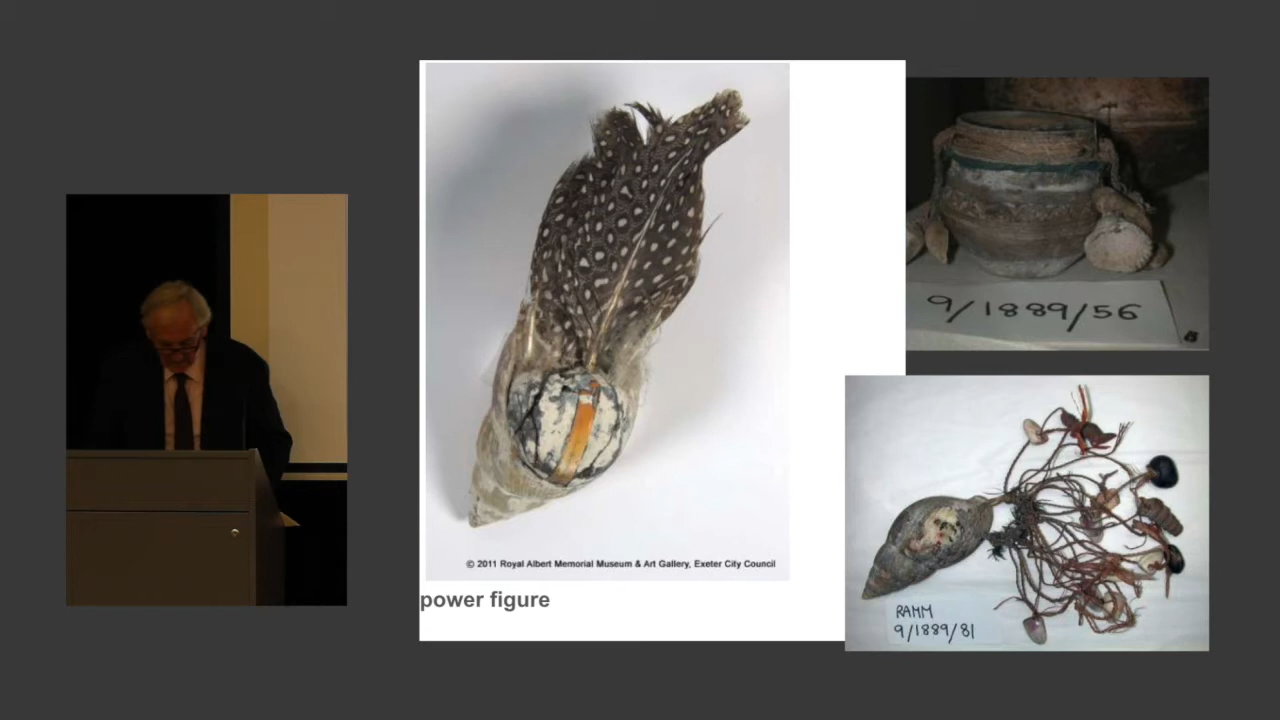 © 2011 Royal Albert Memorial Museum & Art Gallery, Exeter City Council
power figure
9/1889/56
RAMM
9/1889/81